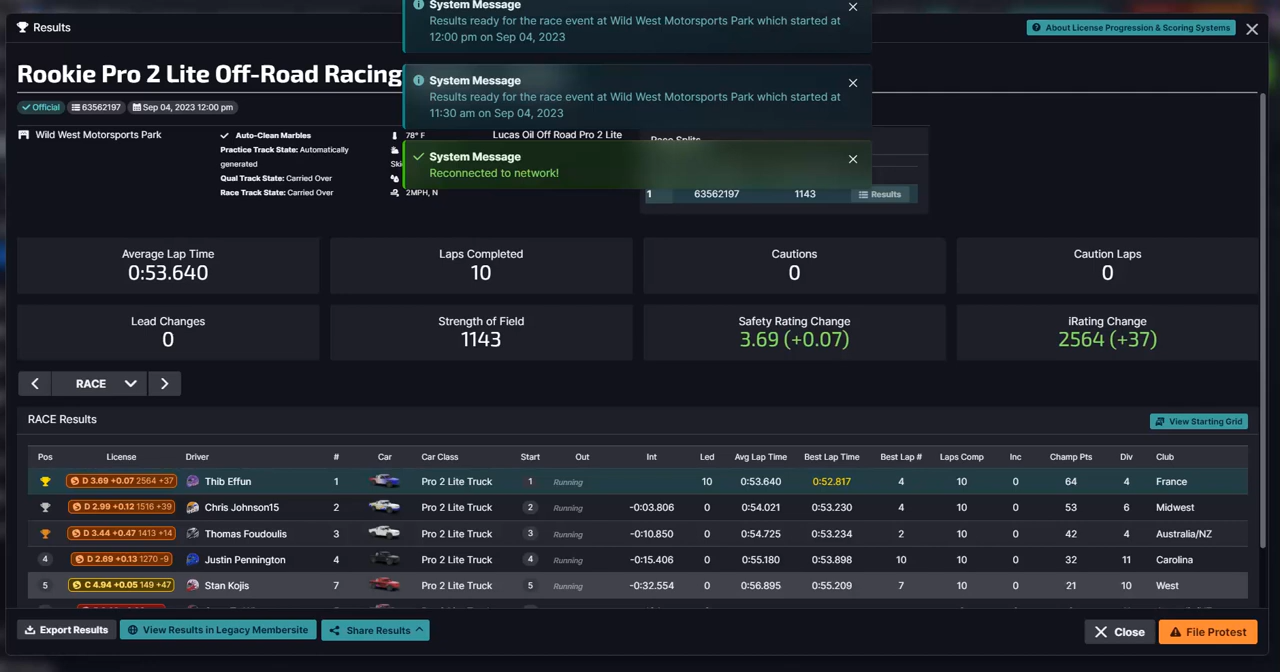 System Message
Results ready for the race event at Wild West Motorsports Park which started at
12:00 pm on Sep 04, 2023
Results
About License Progression & Scoring Systems
Rookie Pro 2 Lite Off-Road Racing
System Message
Results ready for the race event at Wild West Motorsports Park which started at
11:30 am on Sep 04, 2023
Official 63562197 Sep 04, 2023 12:00 pm
Wild West Motorsports Park
Auto-Clean Marbles
Practice Track State: Automatically
generated
Qual Track State: Carried Over
Race Track State: Carried Over
78° F
2MPH, N
Lucas Oil Off Road Pro 2 Lite
Race Splits
System Message
Reconnected to network!
1 63562197 1143 Results
Average Lap Time
0:53.640
Laps Completed
10
Cautions
0
Caution Laps
0
Lead Changes
0
Strength of Field
1143
Safety Rating Change
3.69 (+0.07)
iRating Change
2564 (+37)
RACE
RACE Results
View Starting Grid
Pos License Driver # Car Car Class Start Out Int Led Avg Lap Time Best Lap Time Best Lap # Laps Comp Inc Champ Pts Div Club
D 3.69 +0.07 2564 +37 Thib Effun 1 Pro 2 Lite Truck 1 Running 10 0:53.640 0:52.817 4 10 0 64 4 France
D 2.99 +0.12 1516 +39 Chris Johnson15 2 Pro 2 Lite Truck 2 Running -0:03.806 0 0:54.021 0:53.230 4 10 0 53 6 Midwest
D 3.44 +0.47 1413 +14 Thomas Foudoulis 3 Pro 2 Lite Truck 3 Running -0:10.850 0 0:54.725 0:53.234 2 10 0 42 4 Australia/NZ
4 D 2.69 +0.13 1270 -9 Justin Pennington 4 Pro 2 Lite Truck 4 Running -0:15.406 0 0:55.180 0:53.898 10 10 0 32 11 Carolina
5 C 4.94 +0.05 149 +47 Stan Kojis 7 Pro 2 Lite Truck 5 Running -0:32.554 0 0:56.895 0:55.209 7 10 0 21 10 West
Export Results
View Results in Legacy Membersite
Share Results
Close
File Protest